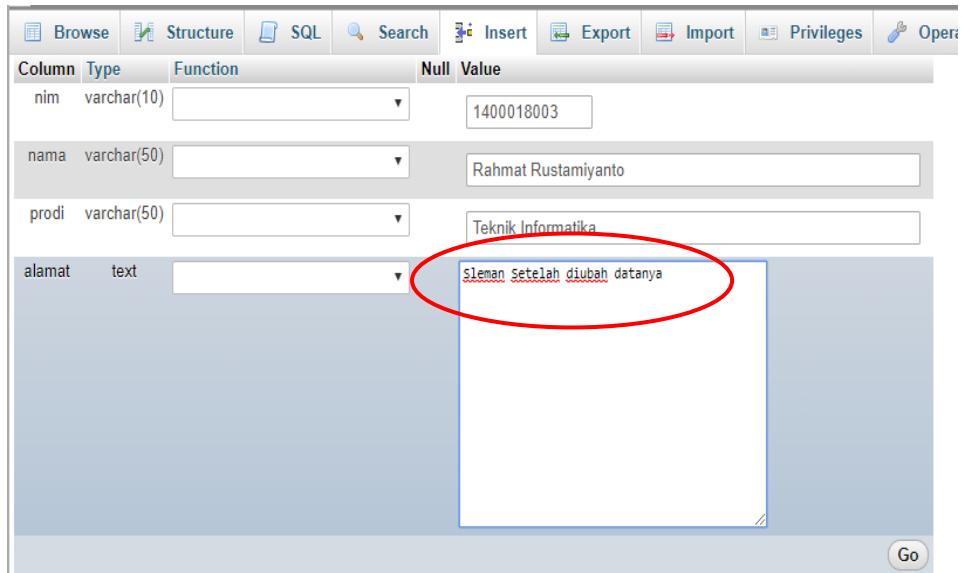 Browse Structure SQL Search Insert Export Import Privileges Opera
Column Type Function Null Value
nim varchar(10) 1400018003
nama varchar(50) Rahmat Rustamiyanto
prodi varchar(50) Teknik Informatika
alamat text Sleman Setelah diubah datanya
Go